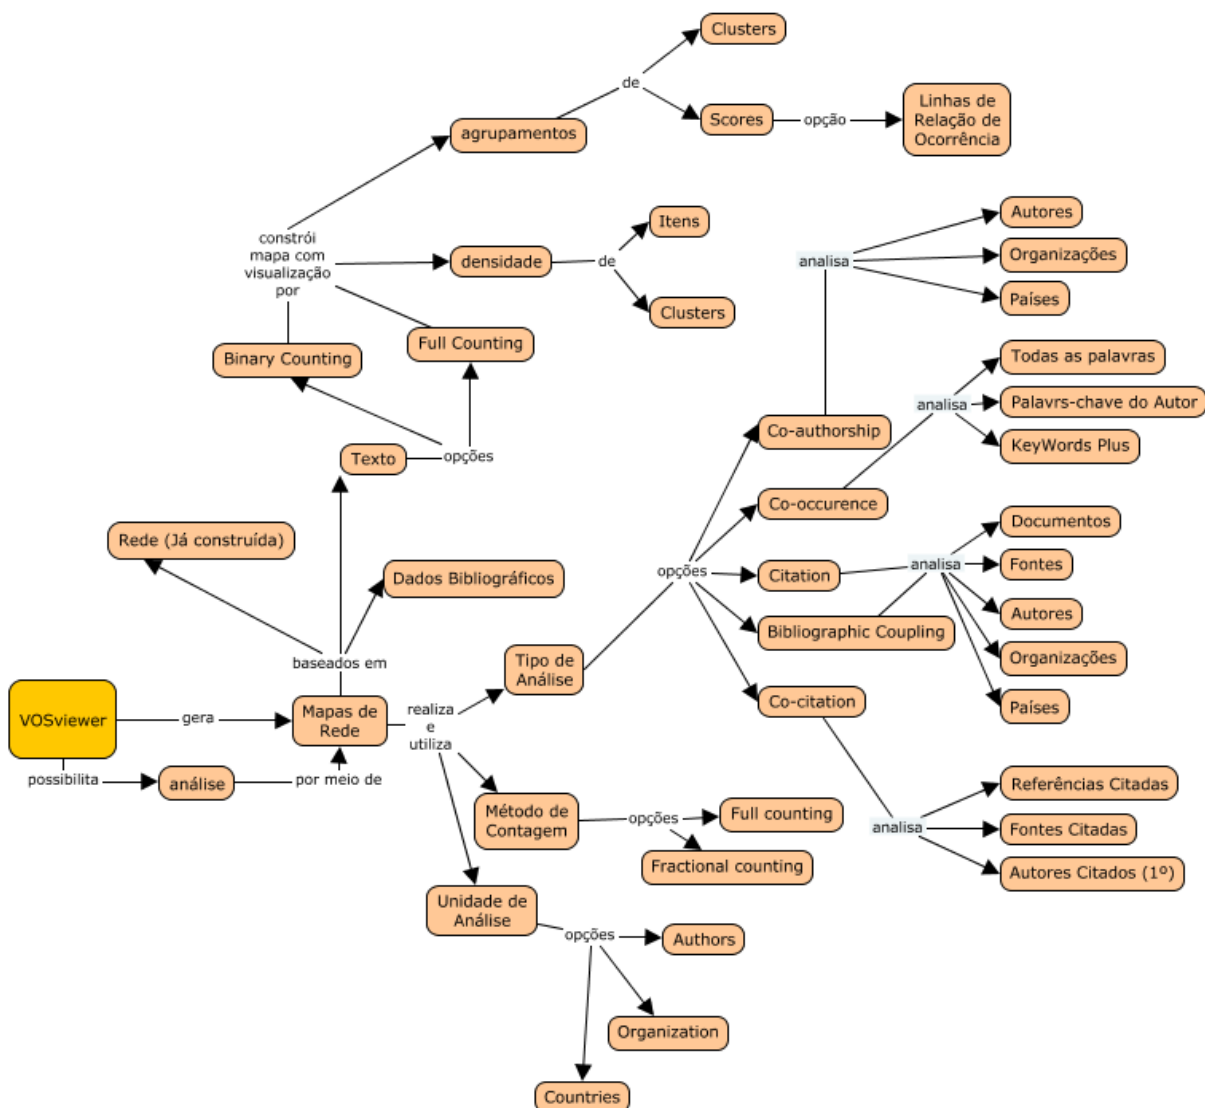 Clusters
de
Scores
opção
Linhas de
Relação de
Ocorrência
agrupamentos
constrói
mapa com
visualização
por
densidade
de
Itens
Clusters
Binary Counting
Full Counting
Texto
opções
Rede (Já construída)
Dados Bibliográficos
baseados em
VOSviewer
gera
Mapas de
Rede
possibilita
análise
por meio de
realiza
e
utiliza
Tipo de
Análise
opções
Co-authorship
analisa
Autores
Organizações
Países
Co-occurence
analisa
Todas as palavras
Palavrs-chave do Autor
KeyWords Plus
Citation
Bibliographic Coupling
analisa
Documentos
Fontes
Autores
Organizações
Países
Co-citation
analisa
Referências Citadas
Fontes Citadas
Autores Citados (1º)
Método de
Contagem
opções
Full counting
Fractional counting
Unidade de
Análise
opções
Authors
Organization
Countries